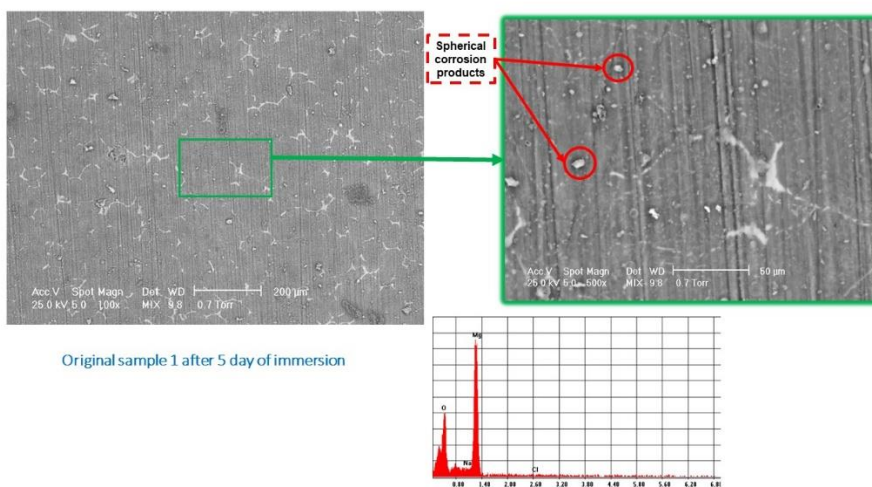 Spherical
corrosion
products
Acc.V Spot Magn Det WD 200 µm
25.0 kV 5.0 100x MIX 9.8 0.7 Torr
Acc.V Spot Magn Det WD 50 µm
25.0 kV 5.0 500x MIX 9.8 0.7 Torr
Original sample 1 after 5 day of immersion
Mg
O
Na
Cl
0.80 1.40 2.00 2.60 3.20 3.80 4.40 5.00 5.60 6.00